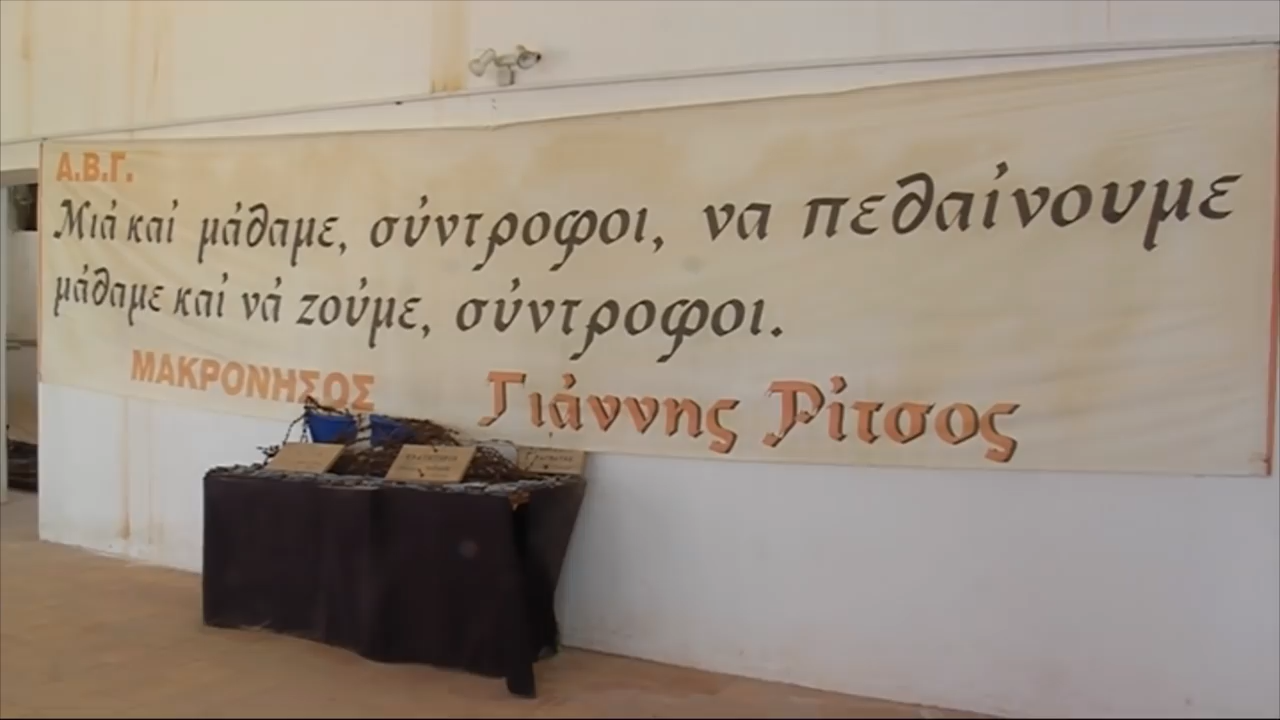 Α.Β.Γ.
Μιά καί μάθαμε, σύντροφοι, να πεθαίνουμε
μάθαμε καί νά ζούμε, σύντροφοι.
ΜΑΚΡΟΝΗΣΟΣ Γιάννης Ρίτσος